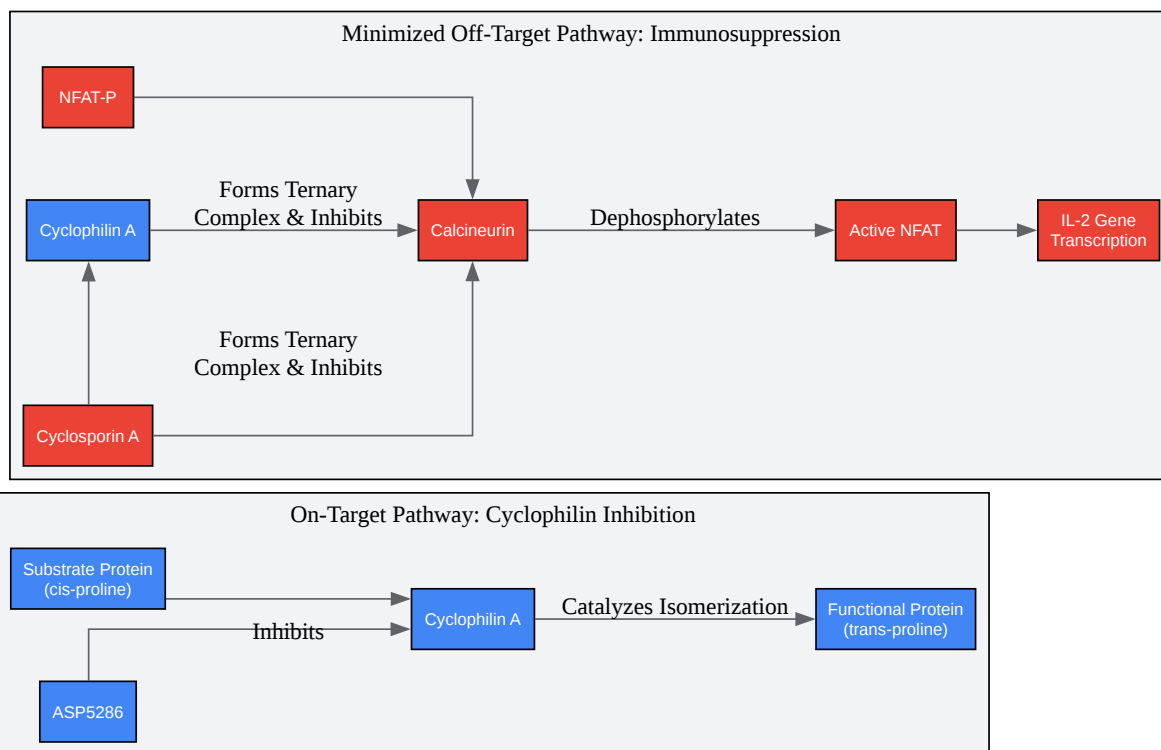 Minimized Off-Target Pathway: Immunosuppression
NFAT-P
Forms Ternary
Complex & Inhibits
Cyclophilin A
Calcineurin
Dephosphorylates
Active NFAT
IL-2 Gene
Transcription
Forms Ternary
Complex & Inhibits
Cyclosporin A
On-Target Pathway: Cyclophilin Inhibition
Substrate Protein
(cis-proline)
Inhibits
Cyclophilin A
Catalyzes Isomerization
Functional Protein
(trans-proline)
ASP5286